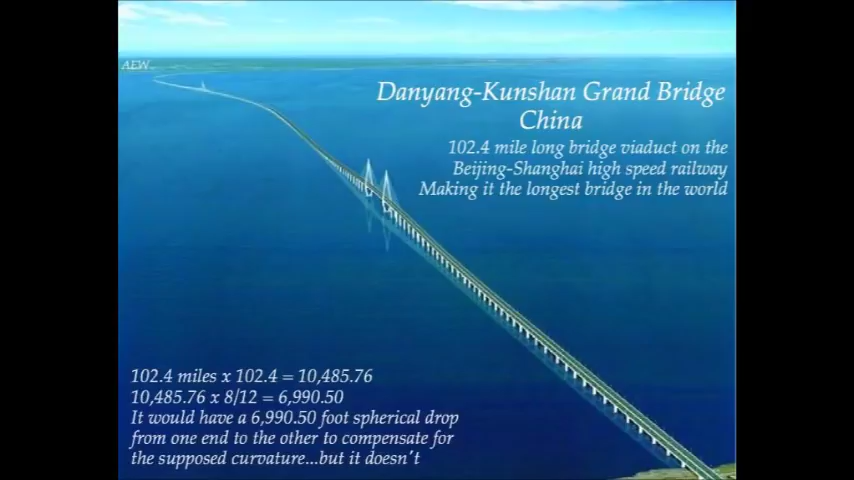 AEW
Danyang-Kunshan Grand Bridge
China
102.4 mile long bridge viaduct on the
Beijing-Shanghai high speed railway
Making it the longest bridge in the world
102.4 miles x 102.4 = 10,485.76
10,485.76 x 8/12 = 6,990.50
It would have a 6,990.50 foot spherical drop
from one end to the other to compensate for
the supposed curvature...but it doesn't